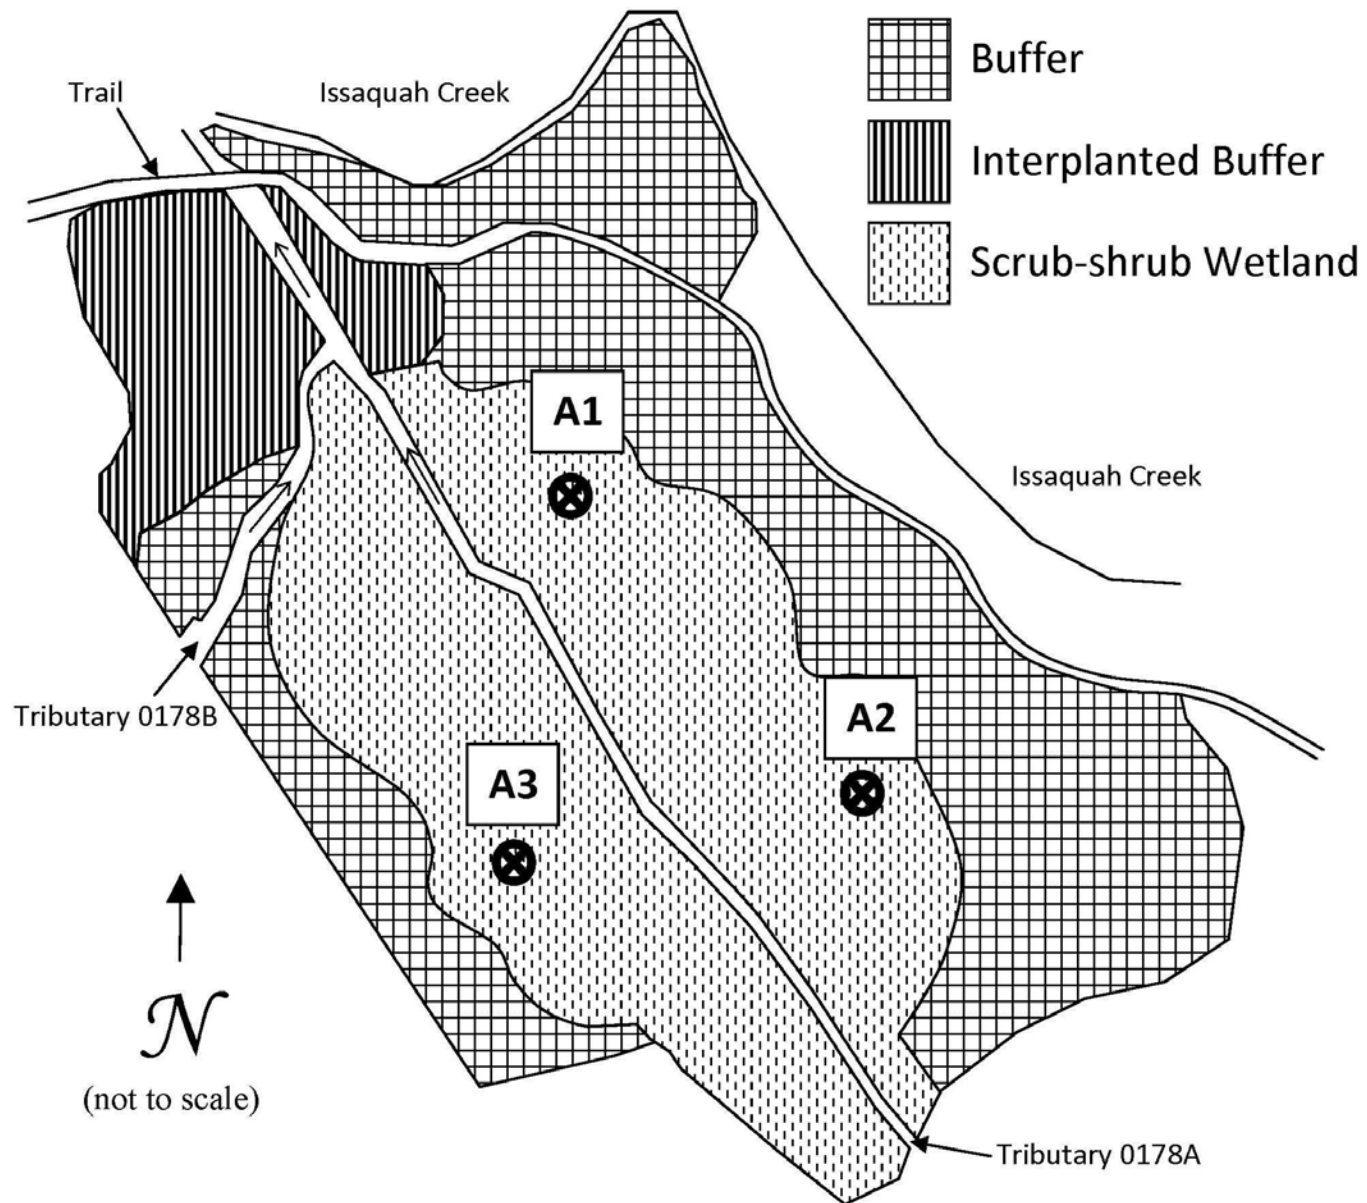 Buffer
Trail
Issaquah Creek
Interplanted Buffer
Scrub-shrub Wetland
A1
Issaquah Creek
A2
Tributary 0178B
A3
N
(not to scale)
Tributary 0178A